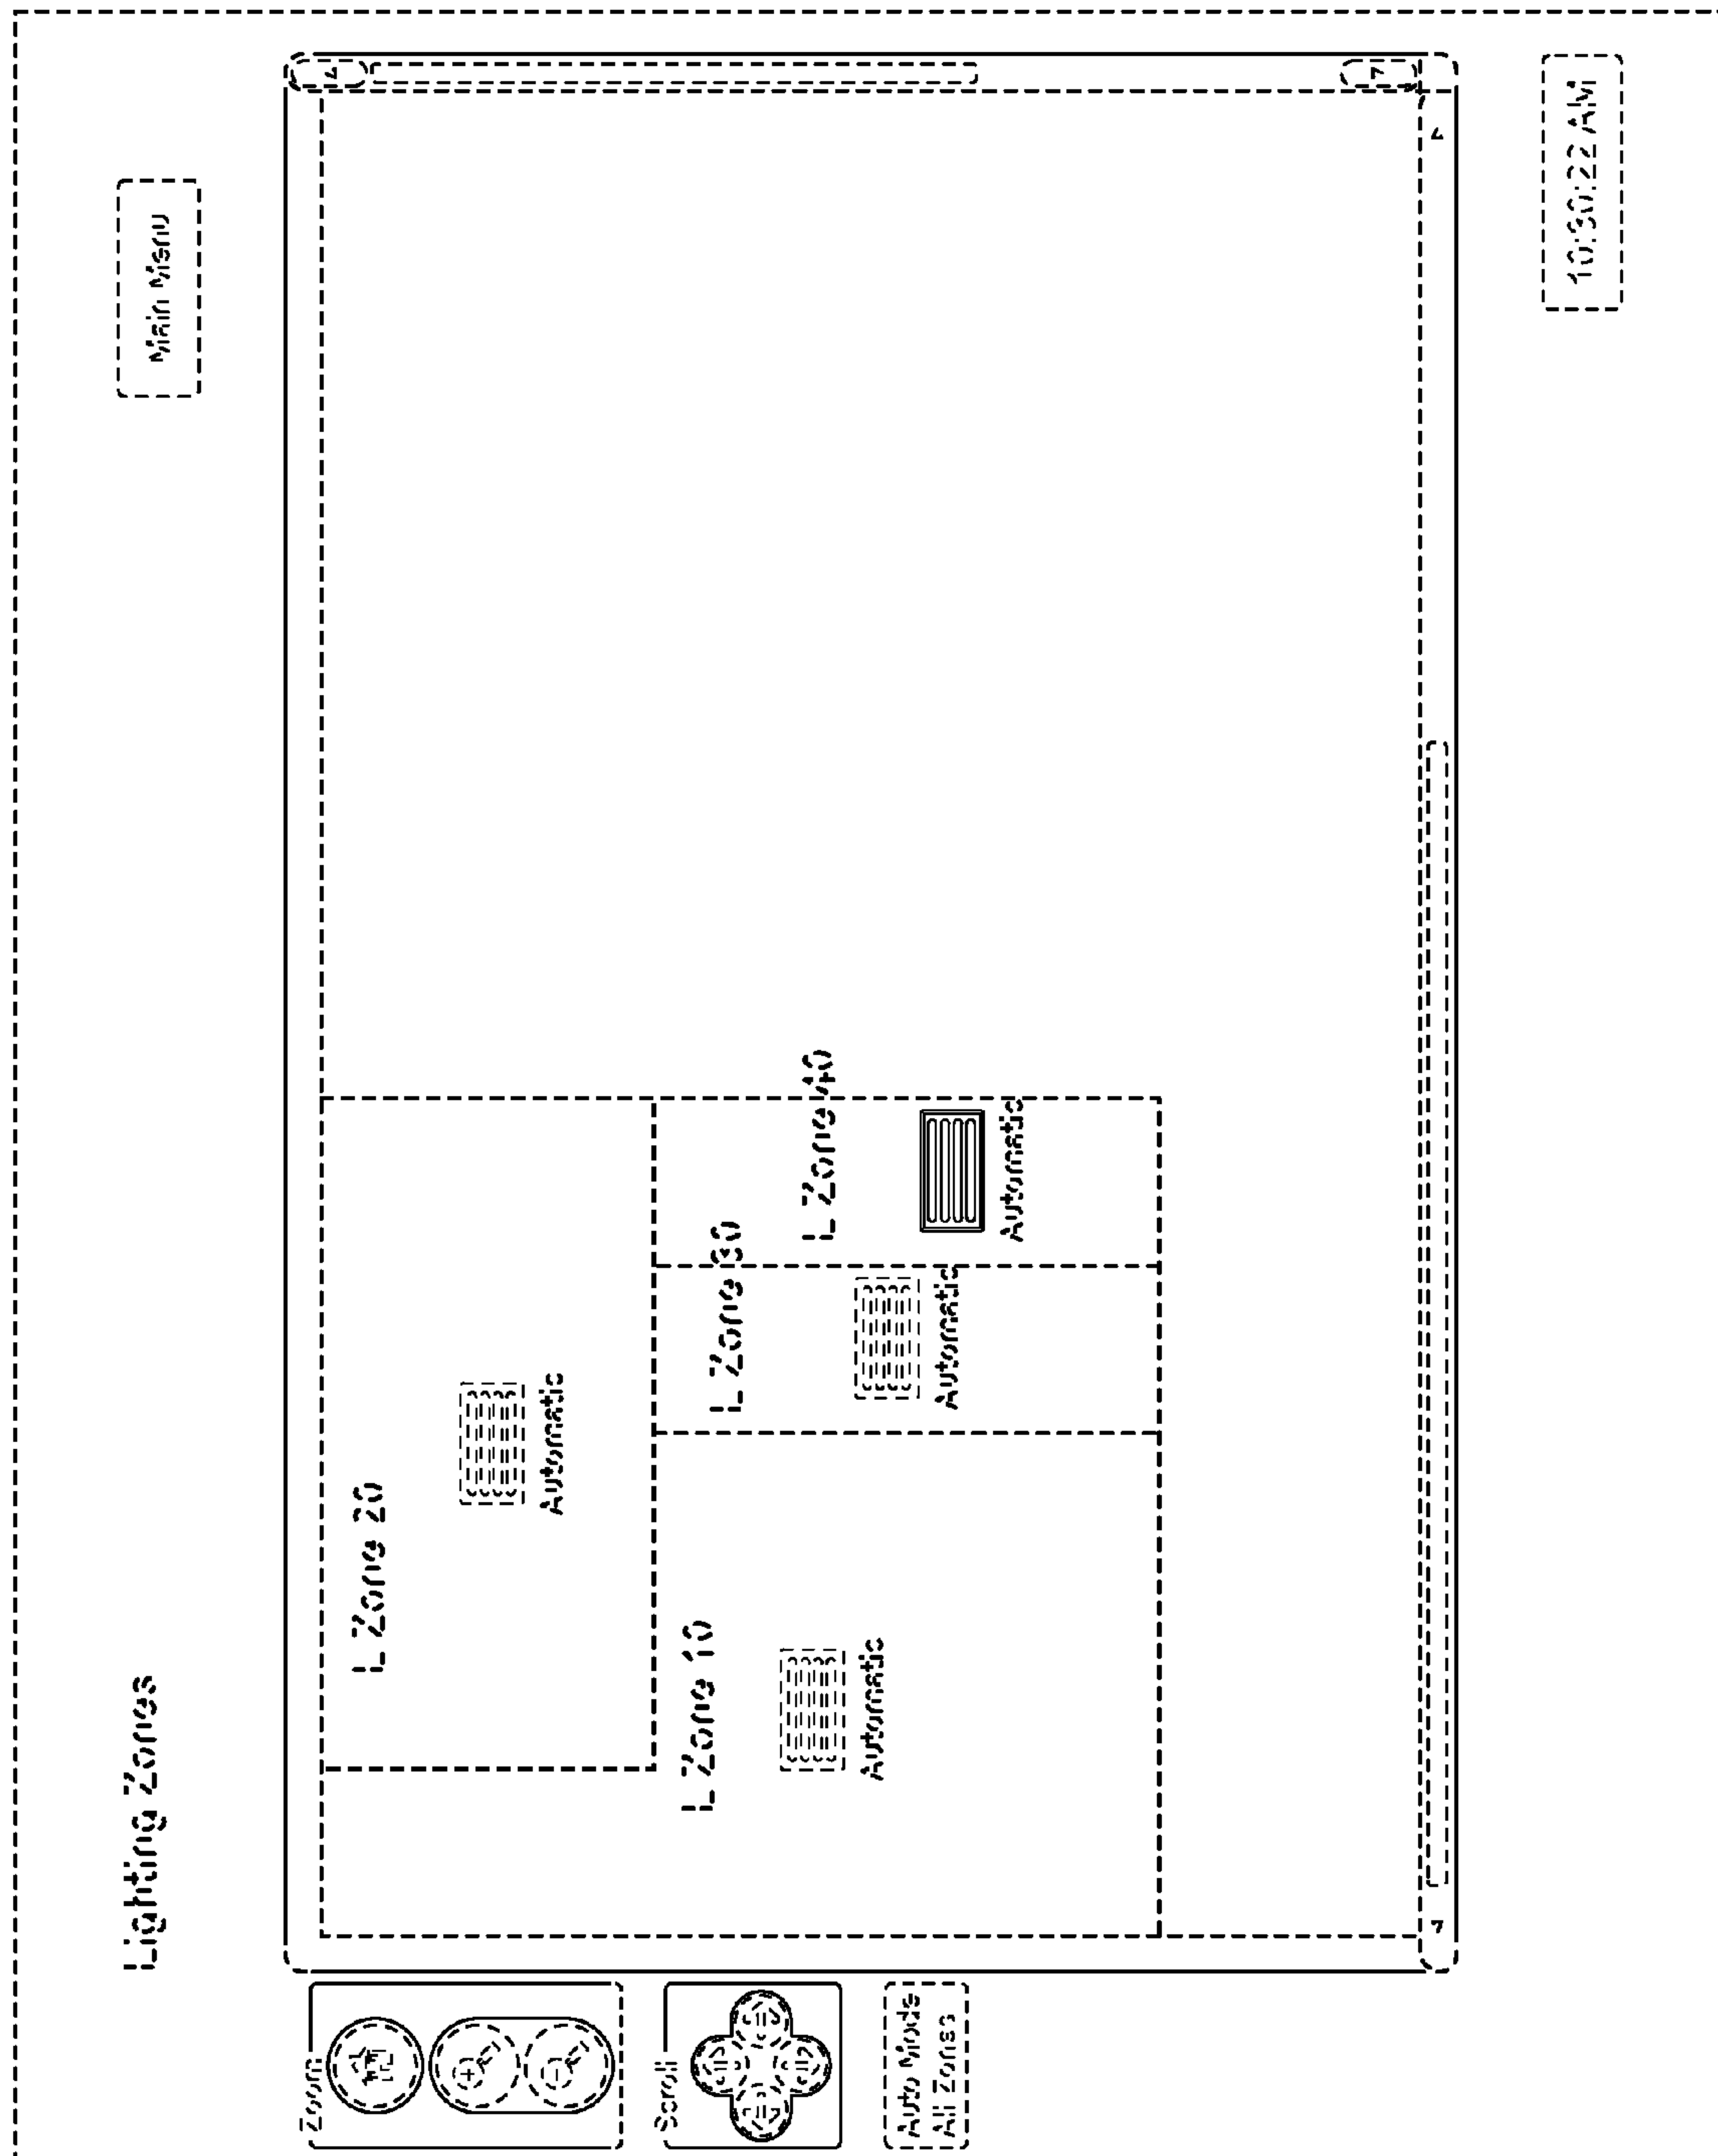 Lighting Zones
Main Menu
Zoom
Scroll
Auto Mode
All Zones
L Zone 20
Automatic
L Zone 10
Automatic
L Zone 30
Automatic
L Zone 40
Automatic
10:30:22 AM